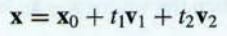 x = x₀ + t₁v₁ + t₂v₂